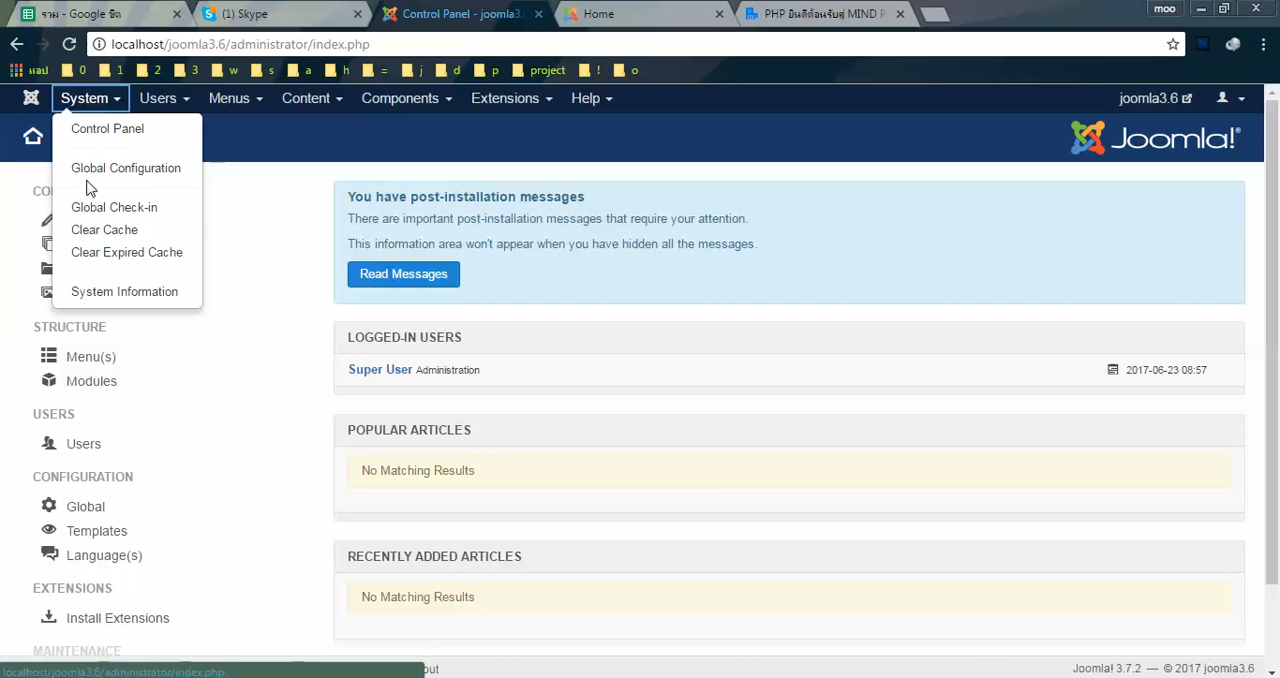 รวม - Google ชีต
(1) Skype
Control Panel - joomla3.
Home
PHP ยินดีต้อนรับสู่ MIND P
moo
localhost/joomla3.6/administrator/index.php
แอป 0 1 2 3 w s a h = j d p project ! o
System Users Menus Content Components Extensions Help joomla3.6
Control Panel
Global Configuration
Global Check-in
Clear Cache
Clear Expired Cache
System Information
Joomla!®
CO
STRUCTURE
Menu(s)
Modules
USERS
Users
CONFIGURATION
Global
Templates
Language(s)
EXTENSIONS
Install Extensions
MAINTENANCE
You have post-installation messages
There are important post-installation messages that require your attention.
This information area won't appear when you have hidden all the messages.
Read Messages
LOGGED-IN USERS
Super User Administration 2017-06-23 08:57
POPULAR ARTICLES
No Matching Results
RECENTLY ADDED ARTICLES
No Matching Results
localhost/joomla3.6/administrator/index.php
out
Joomla! 3.7.2 — © 2017 joomla3.6